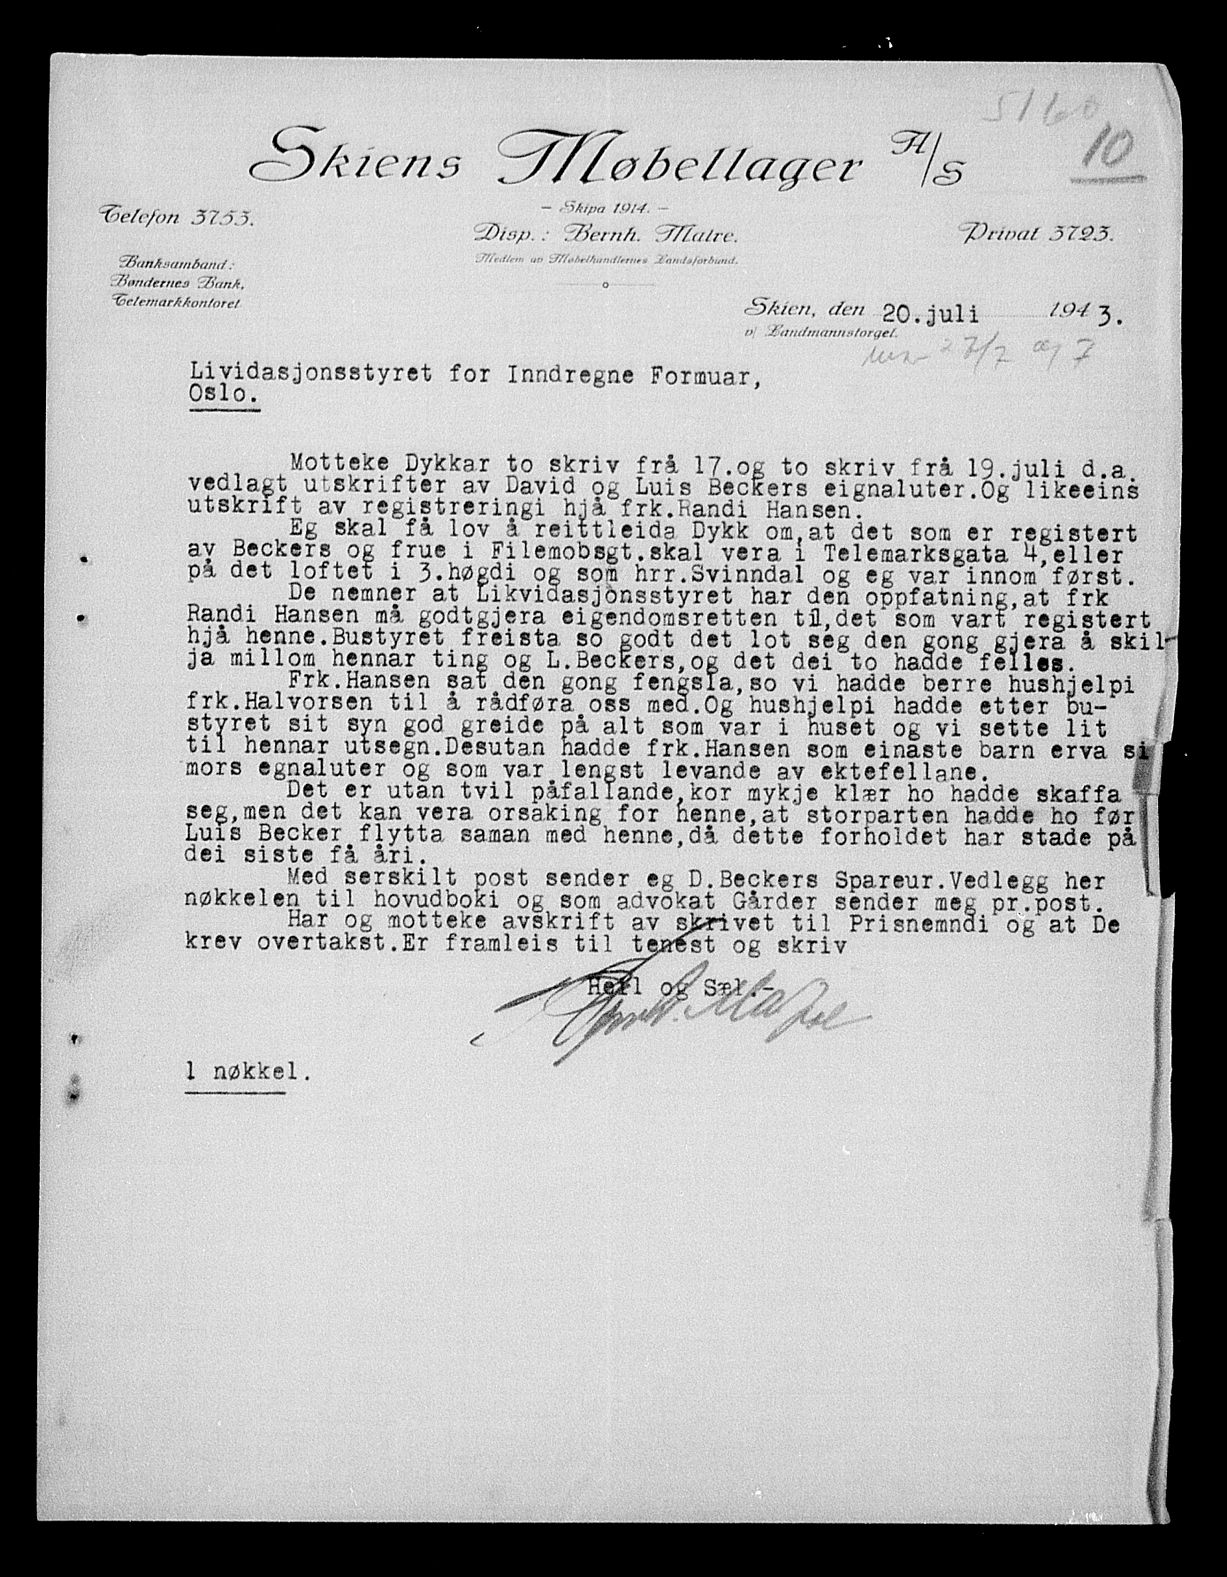 5160
10
Skiens Møbellager A/S
Telefon 3753.
- Skipa 1914. -
Disp.: Bernh. Matre.
Privat 3723.
Medlem av Møbelhandlernes Landsforbund.
Banksamband:
Bøndernes Bank,
Telemarkkontoret
Skien, den 20.juli 1943.
v/ Landmannstorget.
Lividasjonsstyret for Inndregne Formuar,
Oslo.
Motteke Dykkar to skriv frå 17.og to skriv frå 19.juli d.a.
vedlagt utskrifter av David og Luis Beckers eignaluter.Og likeeins
utskrift av registreringi hjå frk.Randi Hansen.
Eg skal få lov å reittleida Dykk om,at det som er registert
av Beckers og frue i Filemobsgt.skal vera i Telemarksgata 4,eller
på det loftet i 3.høgdi og som hrr.Svinndal og eg var innom først.
De nemner at Likvidasjonsstyret har den oppfatning,at frk
Randi Hansen må godtgjera eigendomsretten til,det som vart registert
hjå henne.Bustyret freista so godt det lot seg den gong gjera å skil-
ja millom hennar ting og L.Beckers,og det dei to hadde felles.
Frk.Hansen sat den gong fengsla,so vi hadde berre hushjelpi
frk.Halvorsen til å rådføra oss med.Og hushjelpi hadde etter bu-
styret sit syn god greide på alt som var i huset og vi sette lit
til hennar utsegn.Desutan hadde frk.Hansen som einaste barn erva si
mors egnaluter og som var lengst levande av ektefellane.
Det er utan tvil påfallande,kor mykje klær ho hadde skaffa
seg,men det kan vera orsaking for henne,at storparten hadde ho før
Luis Becker flytta saman med henne,då dette forholdet har stade på
dei siste få åri.
Med serskilt post sender eg D.Beckers Spareur.Vedlegg her
nøkkelen til hovudboki og som advokat Gårder sender meg pr.post.
Har og motteke avskrift av skrivet til Prisnemndi og at De
krev overtakst.Er framleis til tenest og skriv
Heil og Sæl.-
Bernh. Matre
1 nøkkel.